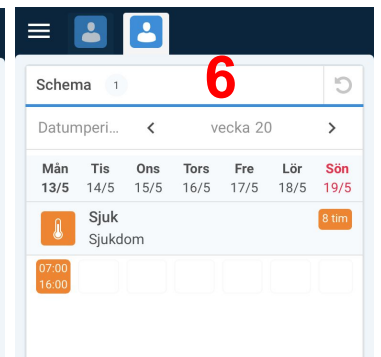 6
Schema 1
Datumperi... < vecka 20 >
Mån Tis Ons Tors Fre Lör Sön
13/5 14/5 15/5 16/5 17/5 18/5 19/5
Sjuk 8 tim
Sjukdom
07:00
16:00